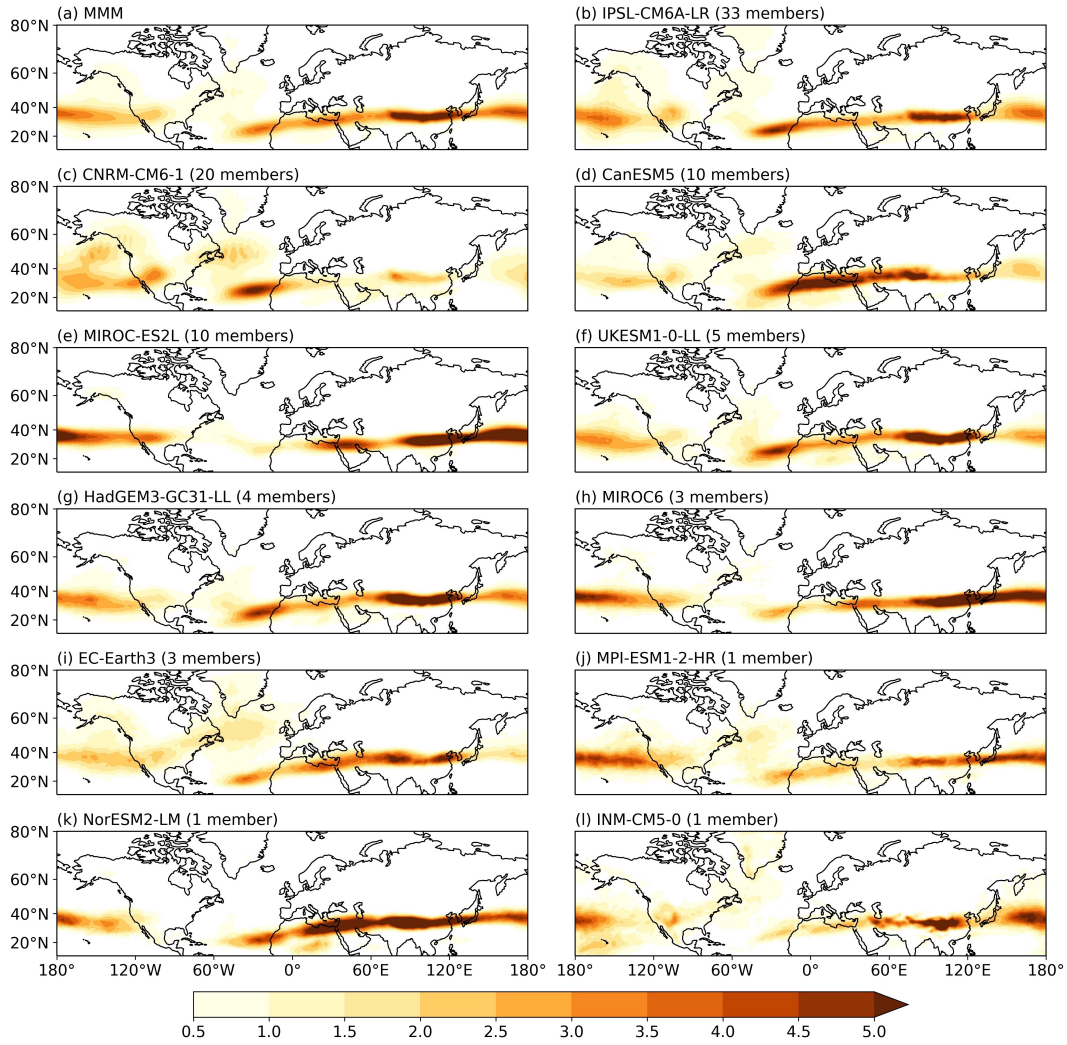 (a) MMM
(b) IPSL-CM6A-LR (33 members)
80°N
60°N
40°N
20°N
(c) CNRM-CM6-1 (20 members)
(d) CanESM5 (10 members)
80°N
60°N
40°N
20°N
(e) MIROC-ES2L (10 members)
(f) UKESM1-0-LL (5 members)
80°N
60°N
40°N
20°N
(g) HadGEM3-GC31-LL (4 members)
(h) MIROC6 (3 members)
80°N
60°N
40°N
20°N
(i) EC-Earth3 (3 members)
(j) MPI-ESM1-2-HR (1 member)
80°N
60°N
40°N
20°N
(k) NorESM2-LM (1 member)
(l) INM-CM5-0 (1 member)
80°N
60°N
40°N
20°N
180° 120°W 60°W 0° 60°E 120°E 180° 180° 120°W 60°W 0° 60°E 120°E 180°
0.5 1.0 1.5 2.0 2.5 3.0 3.5 4.0 4.5 5.0